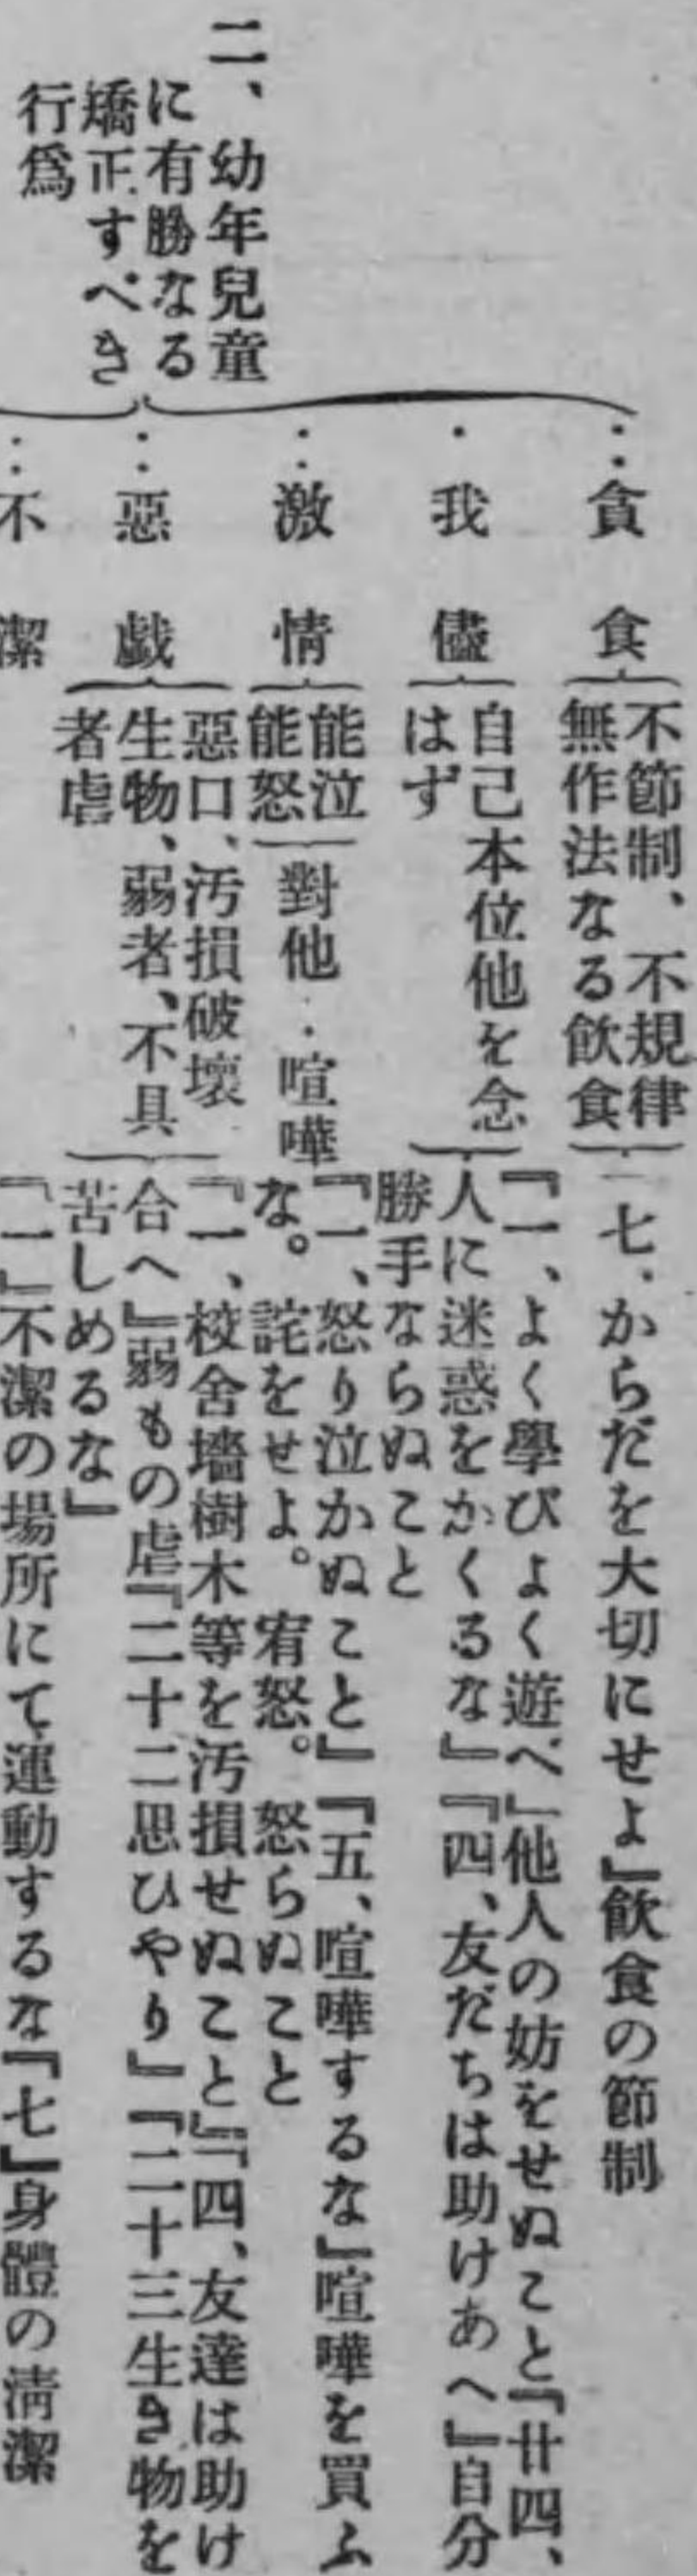 二、幼年兒童
に有勝なる
矯正すべき
行爲
：貪食
不節制、不規律
無作法なる飮食
七、からだを大切にせよ』飮食の節制
・我儘
自己本位他を念
はず
『一、よく學びよく遊べ』他人の妨をせぬこと『廿四、
人に迷惑をかくるな』『四、友だちは助けあへ』自分
勝手ならぬこと
：激情
能泣
能怒
對他：喧嘩
『一、怒り泣かぬこと』『五、喧嘩するな』喧嘩を買ふ
な。詫をせよ。宥怒。怒らぬこと
：惡戲
惡口、汚損破壞
生物、弱者、不具
者虐
『一、校舍墻樹木等を汚損せぬこと』『四、友達は助け
合へ』弱もの虐『二十二思ひやり』『二十三生き物を
苦しめるな』
：不潔
『一』不潔の場所にて運動するな『七』身體の淸潔